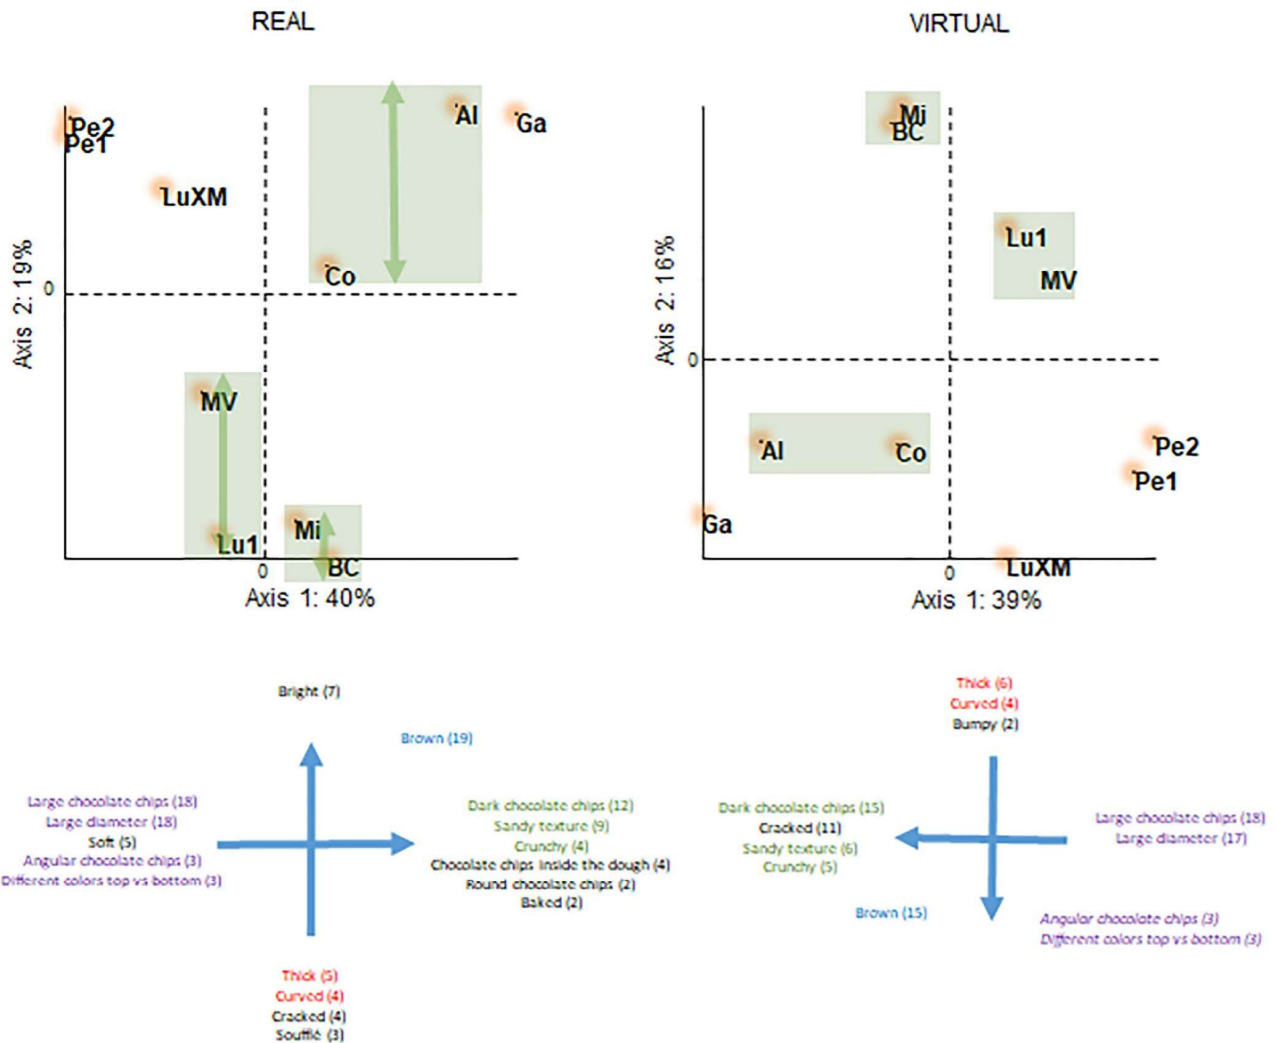 REAL
VIRTUAL
Pe2
Pe1
LuXM
Al
Ga
Co
0
Axis 2: 19%
MV
Lu1
Mi
BC
0
Axis 1: 40%
Mi
BC
Lu1
MV
Axis 2: 16%
0
Al
Co
Pe2
Pe1
Ga
LuXM
0
Axis 1: 39%
Bright (7)
Brown (19)
Large chocolate chips (18)
Large diameter (18)
Soft (5)
Angular chocolate chips (3)
Different colors top vs bottom (3)
Dark chocolate chips (12)
Sandy texture (9)
Crunchy (4)
Chocolate chips inside the dough (4)
Round chocolate chips (2)
Baked (2)
Thick (5)
Curved (4)
Cracked (4)
Soufflé (3)
Thick (6)
Curved (4)
Bumpy (2)
Dark chocolate chips (15)
Cracked (11)
Sandy texture (6)
Crunchy (5)
Brown (15)
Large chocolate chips (18)
Large diameter (17)
Angular chocolate chips (3)
Different colors top vs bottom (3)